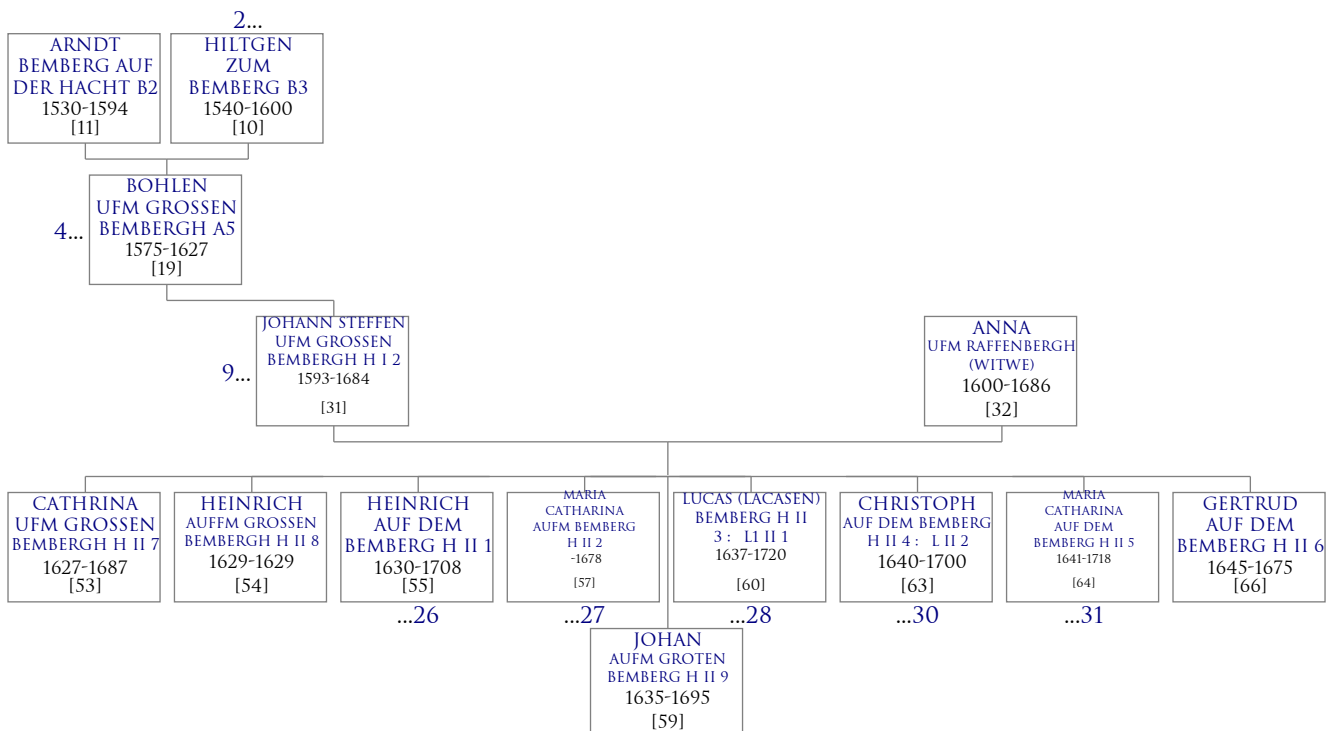 2...
ARNDT
BEMBERG AUF
DER HACHT B2
1530-1594
[11]
HILTGEN
ZUM
BEMBERG B3
1540-1600
[10]
4...
BOHLEN
UFM GROSSEN
BEMBERGH A5
1575-1627
[19]
9...
JOHANN STEFFEN
UFM GROSSEN
BEMBERGH H I 2
1593-1684
[31]
ANNA
UFM RAFFENBERGH
(WITWE)
1600-1686
[32]
CATHRINA
UFM GROSSEN
BEMBERGH H II 7
1627-1687
[53]
HEINRICH
AUFFM GROSSEN
BEMBERGH H II 8
1629-1629
[54]
HEINRICH
AUF DEM
BEMBERG H II 1
1630-1708
[55]
...26
MARIA
CATHARINA
AUFM BEMBERG
H II 2
-1678
[57]
...27
LUCAS (LACASEN)
BEMBERG H II
3 : L1 II 1
1637-1720
[60]
...28
CHRISTOPH
AUF DEM BEMBERG
H II 4 : L II 2
1640-1700
[63]
...30
MARIA
CATHARINA
AUF DEM
BEMBERG H II 5
1641-1718
[64]
...31
GERTRUD
AUF DEM
BEMBERG H II 6
1645-1675
[66]
JOHAN
AUFM GROTEN
BEMBERG H II 9
1635-1695
[59]